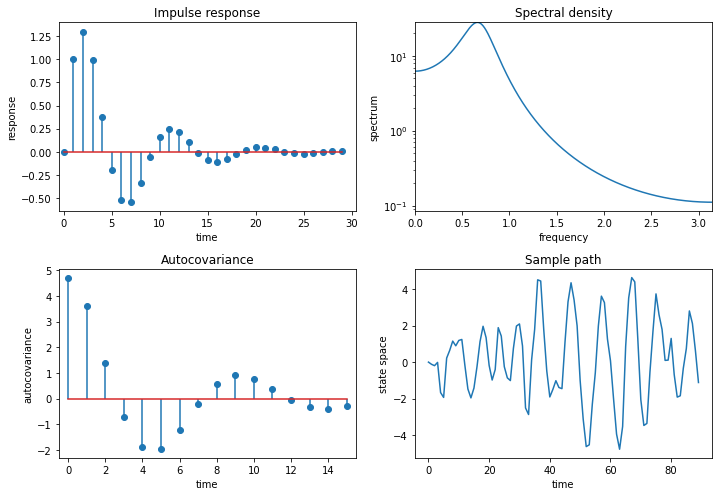 Impulse response
1.25
1.00
0.75
0.50
0.25
0.00
−0.25
−0.50
response
0 5 10 15 20 25 30
time
Spectral density
10¹
10⁰
10⁻¹
spectrum
0.0 0.5 1.0 1.5 2.0 2.5 3.0
frequency
Autocovariance
5
4
3
2
1
0
−1
−2
autocovariance
0 2 4 6 8 10 12 14
time
Sample path
4
2
0
−2
−4
state space
0 20 40 60 80
time